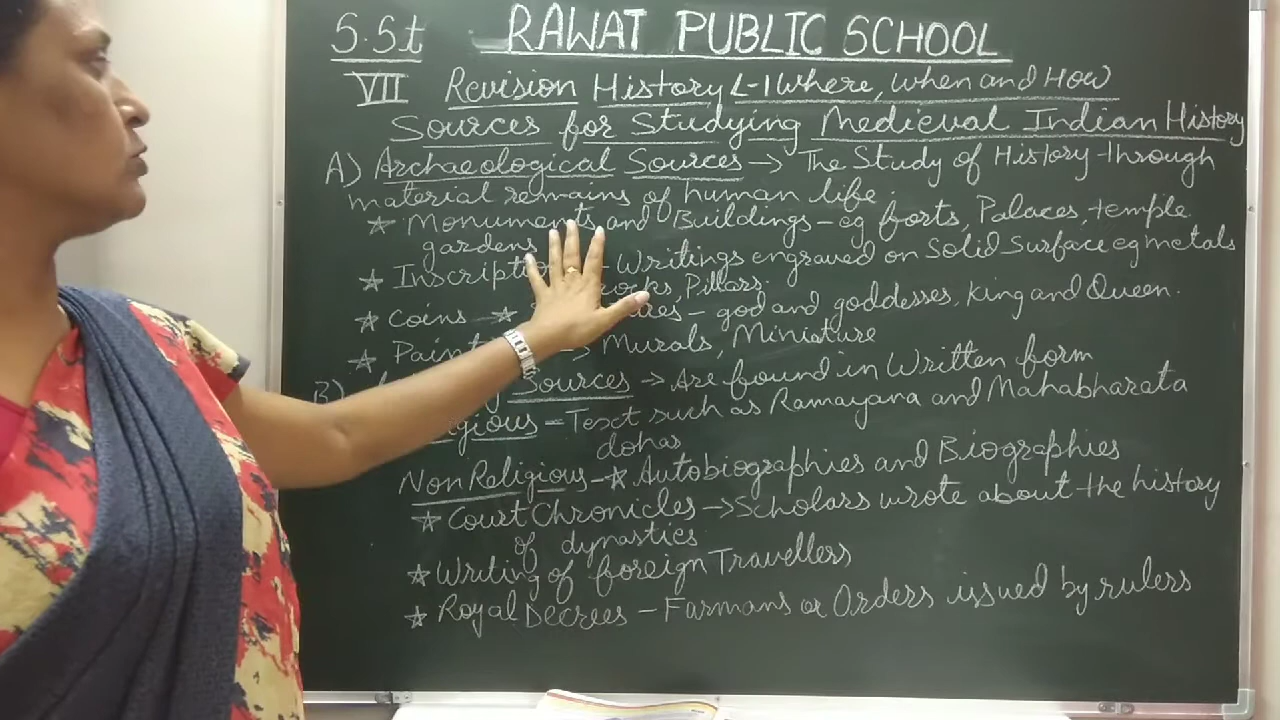 S.St RAWAT PUBLIC SCHOOL
VII Revision History L-1 Where, when and How
Sources for Studying Medieval Indian History
A) Archaeological Sources → The Study of History through
material remains of human life.
★ Monuments and Buildings - eg forts, Palaces, temple
gardens
★ Inscription - Writings engraved on Solid Surface eg metals
rocks, Pillars.
★ Coins ★ - god and goddesses, King and Queen.
★ → Murals, Miniature
B) Sources → Are found in Written form
= Text such as Ramayana and Mahabharata
dohas
Non Religious - ★ Autobiographies and Biographies
★ Court Chronicles → Scholars wrote about the history
of dynastics
★ Writing of foreign Travellers
★ Royal Decrees - Farmans or Orders issued by rulers